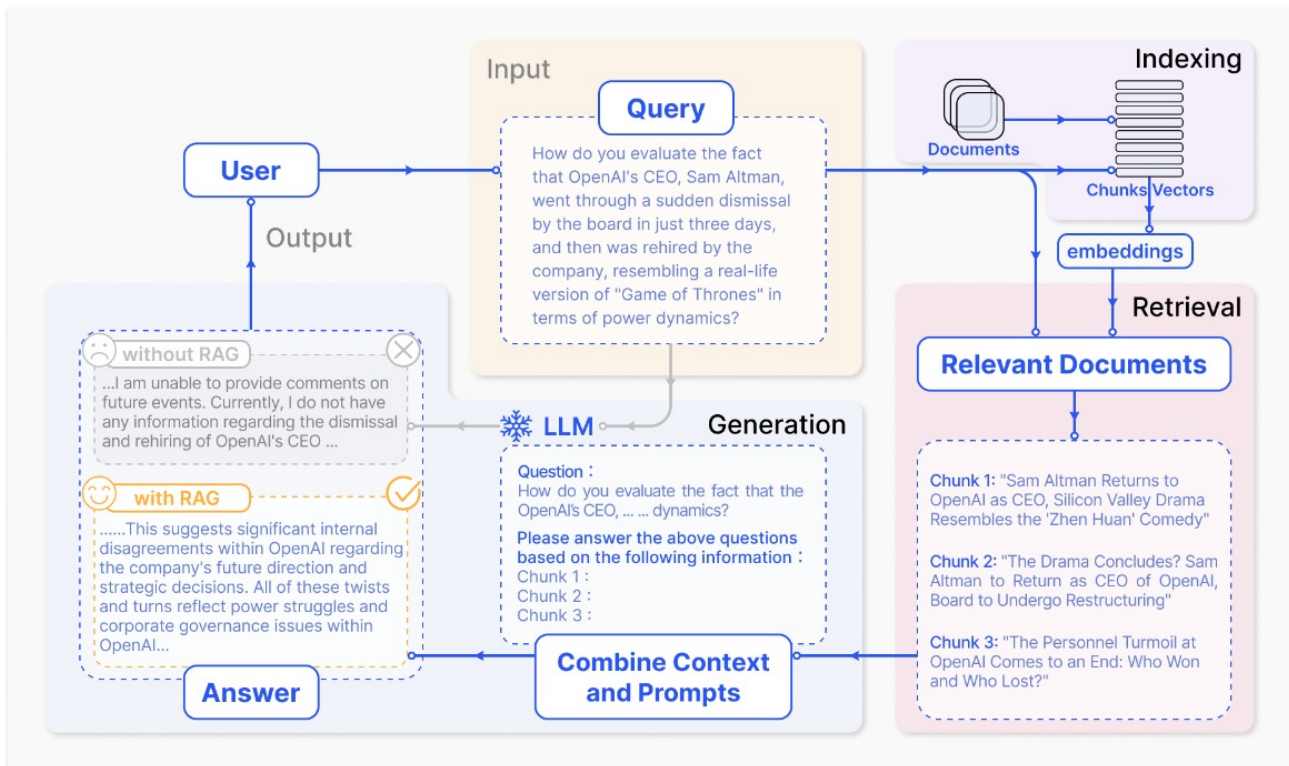 Input
Query
How do you evaluate the fact
that OpenAI's CEO, Sam Altman,
went through a sudden dismissal
by the board in just three days,
and then was rehired by the
company, resembling a real-life
version of "Game of Thrones" in
terms of power dynamics?
Indexing
Documents
Chunks Vectors
embeddings
User
Output
Retrieval
Relevant Documents
Chunk 1: "Sam Altman Returns to
OpenAI as CEO, Silicon Valley Drama
Resembles the 'Zhen Huan' Comedy"
Chunk 2: "The Drama Concludes? Sam
Altman to Return as CEO of OpenAI,
Board to Undergo Restructuring"
Chunk 3: "The Personnel Turmoil at
OpenAI Comes to an End: Who Won
and Who Lost?"
Generation
LLM
Question :
How do you evaluate the fact that the
OpenAI's CEO, ... ... dynamics?
Please answer the above questions
based on the following information :
Chunk 1 :
Chunk 2 :
Chunk 3 :
Combine Context
and Prompts
without RAG
...I am unable to provide comments on
future events. Currently, I do not have
any information regarding the dismissal
and rehiring of OpenAI's CEO ...
with RAG
......This suggests significant internal
disagreements within OpenAI regarding
the company's future direction and
strategic decisions. All of these twists
and turns reflect power struggles and
corporate governance issues within
OpenAI...
Answer